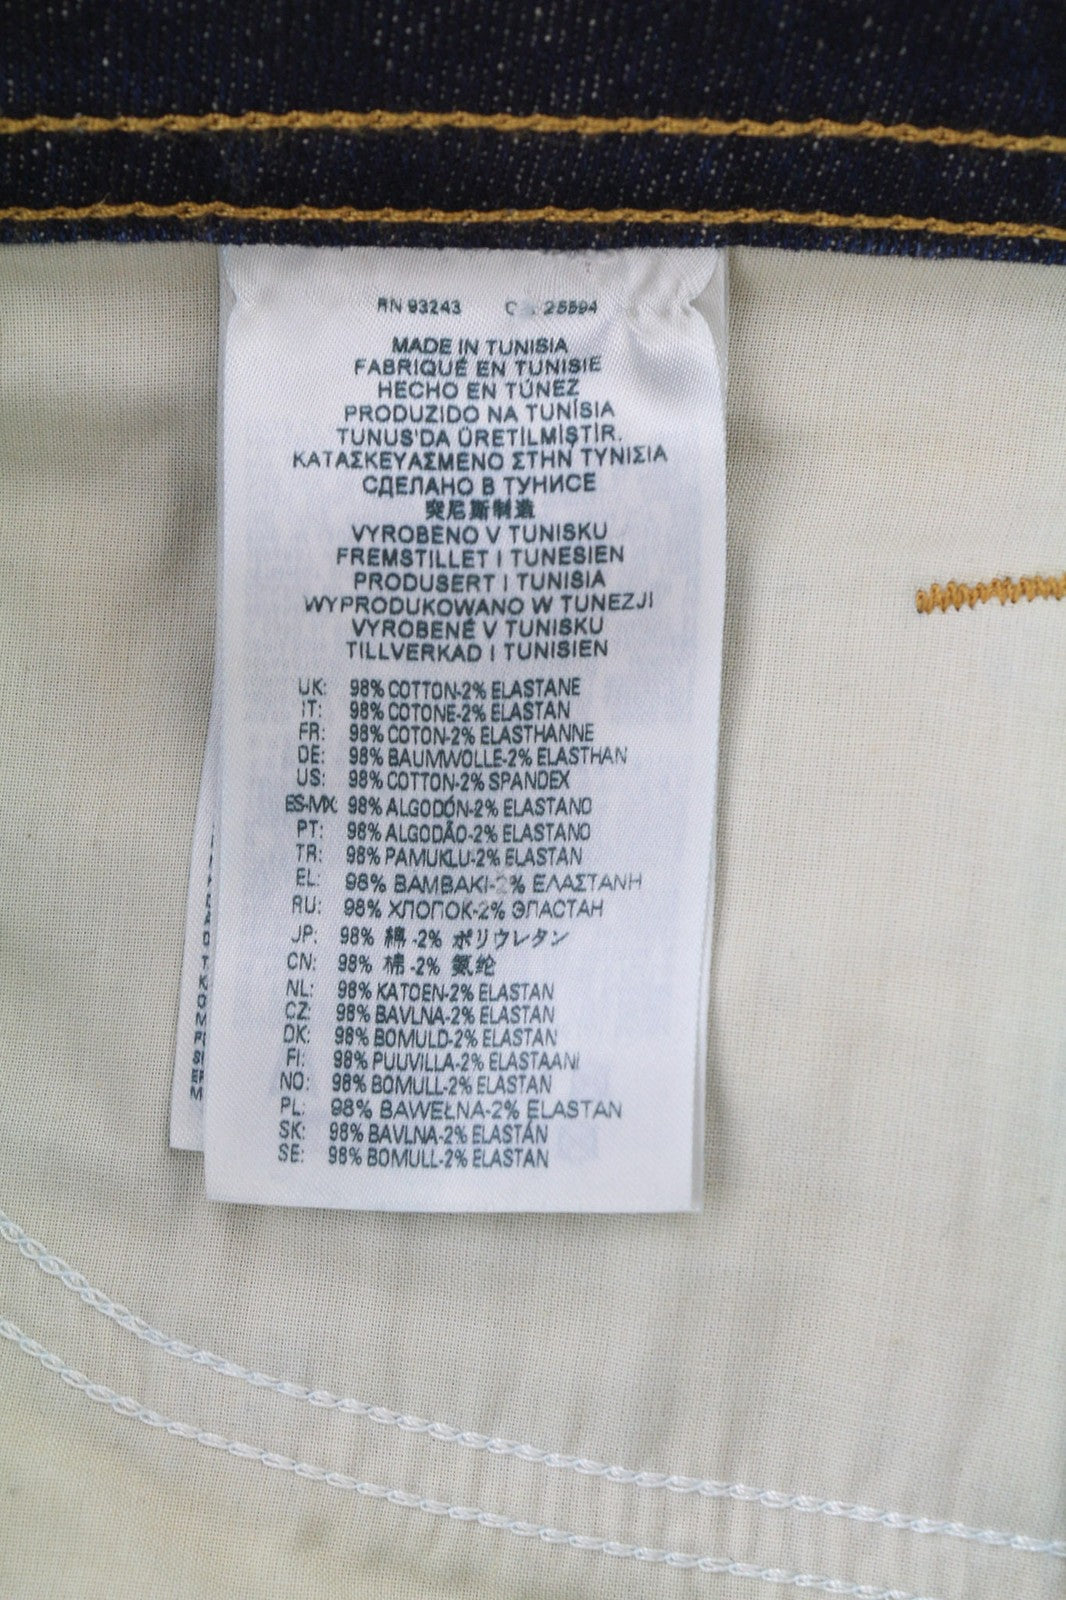 RN 93243 25594
MADE IN TUNISIA
FABRIQUÉ EN TUNISIE
HECHO EN TÚNEZ
PRODUZIDO NA TUNÍSIA
TUNUS'DA ÜRETİLMİŞTİR.
ΚΑΤΑΣΚΕΥΑΣΜΕΝΟ ΣΤΗΝ ΤΥΝΙΣΙΑ
СДЕЛАНО В ТУНИСЕ
突尼斯制造
VYROBENO V TUNISKU
FREMSTILLET I TUNESIEN
PRODUSERT I TUNISIA
WYPRODUKOWANO W TUNEZJI
VYROBENÉ V TUNISKU
TILLVERKAD I TUNISIEN
UK: 98% COTTON-2% ELASTANE
IT: 98% COTONE-2% ELASTAN
FR: 98% COTON-2% ELASTHANNE
DE: 98% BAUMWOLLE-2% ELASTHAN
US: 98% COTTON-2% SPANDEX
ES-MX: 98% ALGODÓN-2% ELASTANO
PT: 98% ALGODÃO-2% ELASTANO
TR: 98% PAMUKLU-2% ELASTAN
EL: 98% ΒΑΜΒΑΚΙ-2% ΕΛΑΣΤΑΝΗ
RU: 98% ХЛОПОК-2% ЭЛАСТАН
JP: 98% 綿 -2% ポリウレタン
CN: 98% 棉 -2% 氨纶
NL: 98% KATOEN-2% ELASTAN
CZ: 98% BAVLNA-2% ELASTAN
DK: 98% BOMULD-2% ELASTAN
FI: 98% PUUVILLA-2% ELASTAANI
NO: 98% BOMULL-2% ELASTAN
PL: 98% BAWEŁNA-2% ELASTAN
SK: 98% BAVLNA-2% ELASTÁN
SE: 98% BOMULL-2% ELASTAN